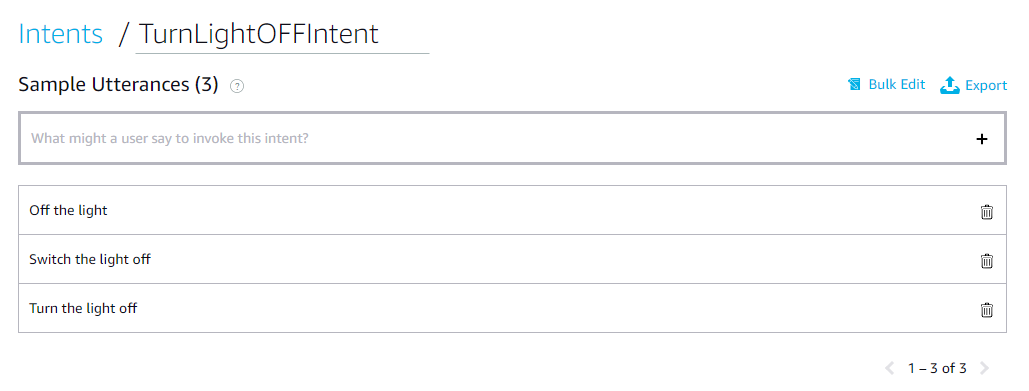 Intents / TurnLightOFFIntent
Sample Utterances (3) ?
Bulk Edit Export
What might a user say to invoke this intent? +
Off the light
Switch the light off
Turn the light off
1 – 3 of 3